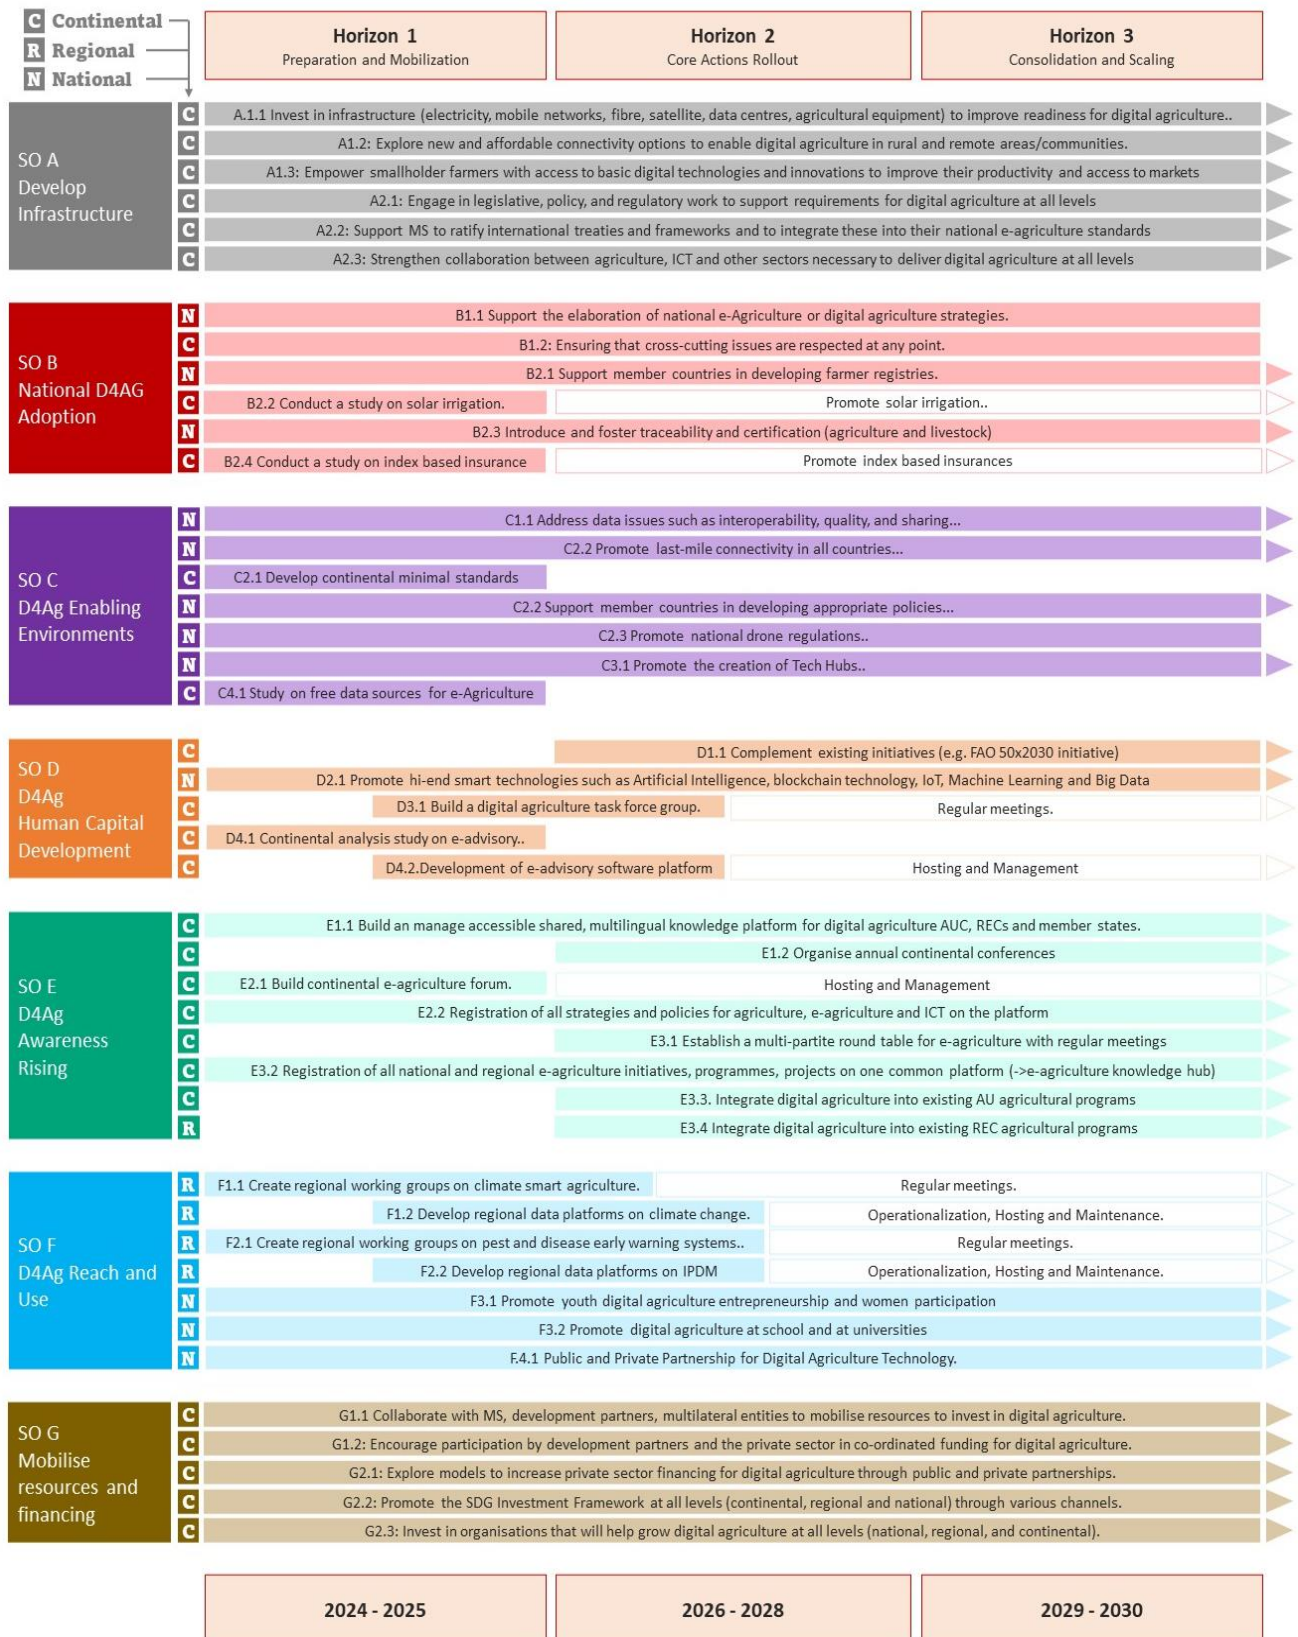 C Continental
R Regional
N National
Horizon 1
Preparation and Mobilization
Horizon 2
Core Actions Rollout
Horizon 3
Consolidation and Scaling
SO A
Develop
Infrastructure
C A.1.1 Invest in infrastructure (electricity, mobile networks, fibre, satellite, data centres, agricultural equipment) to improve readiness for digital agriculture..
C A1.2: Explore new and affordable connectivity options to enable digital agriculture in rural and remote areas/communities.
C A1.3: Empower smallholder farmers with access to basic digital technologies and innovations to improve their productivity and access to markets
C A2.1: Engage in legislative, policy, and regulatory work to support requirements for digital agriculture at all levels
C A2.2: Support MS to ratify international treaties and frameworks and to integrate these into their national e-agriculture standards
C A2.3: Strengthen collaboration between agriculture, ICT and other sectors necessary to deliver digital agriculture at all levels
SO B
National D4AG
Adoption
N B1.1 Support the elaboration of national e-Agriculture or digital agriculture strategies.
C B1.2: Ensuring that cross-cutting issues are respected at any point.
N B2.1 Support member countries in developing farmer registries.
C B2.2 Conduct a study on solar irrigation. Promote solar irrigation..
N B2.3 Introduce and foster traceability and certification (agriculture and livestock)
C B2.4 Conduct a study on index based insurance Promote index based insurances
SO C
D4Ag Enabling
Environments
N C1.1 Address data issues such as interoperability, quality, and sharing...
N C2.2 Promote last-mile connectivity in all countries...
C C2.1 Develop continental minimal standards
N C2.2 Support member countries in developing appropriate policies...
N C2.3 Promote national drone regulations..
N C3.1 Promote the creation of Tech Hubs..
C C4.1 Study on free data sources for e-Agriculture
SO D
D4Ag
Human Capital
Development
C D1.1 Complement existing initiatives (e.g. FAO 50x2030 initiative)
N D2.1 Promote hi-end smart technologies such as Artificial Intelligence, blockchain technology, IoT, Machine Learning and Big Data
C D3.1 Build a digital agriculture task force group. Regular meetings.
C D4.1 Continental analysis study on e-advisory..
C D4.2.Development of e-advisory software platform Hosting and Management
SO E
D4Ag
Awareness
Rising
C E1.1 Build an manage accessible shared, multilingual knowledge platform for digital agriculture AUC, RECs and member states.
C E1.2 Organise annual continental conferences
C E2.1 Build continental e-agriculture forum. Hosting and Management
C E2.2 Registration of all strategies and policies for agriculture, e-agriculture and ICT on the platform
C E3.1 Establish a multi-partite round table for e-agriculture with regular meetings
C E3.2 Registration of all national and regional e-agriculture initiatives, programmes, projects on one common platform (->e-agriculture knowledge hub)
C E3.3. Integrate digital agriculture into existing AU agricultural programs
R E3.4 Integrate digital agriculture into existing REC agricultural programs
SO F
D4Ag Reach and
Use
R F1.1 Create regional working groups on climate smart agriculture. Regular meetings.
R F1.2 Develop regional data platforms on climate change. Operationalization, Hosting and Maintenance.
R F2.1 Create regional working groups on pest and disease early warning systems.. Regular meetings.
R F2.2 Develop regional data platforms on IPDM Operationalization, Hosting and Maintenance.
N F3.1 Promote youth digital agriculture entrepreneurship and women participation
N F3.2 Promote digital agriculture at school and at universities
N F.4.1 Public and Private Partnership for Digital Agriculture Technology.
SO G
Mobilise
resources and
financing
C G1.1 Collaborate with MS, development partners, multilateral entities to mobilise resources to invest in digital agriculture.
C G1.2: Encourage participation by development partners and the private sector in co-ordinated funding for digital agriculture.
C G2.1: Explore models to increase private sector financing for digital agriculture through public and private partnerships.
C G2.2: Promote the SDG Investment Framework at all levels (continental, regional and national) through various channels.
C G2.3: Invest in organisations that will help grow digital agriculture at all levels (national, regional, and continental).
2024 - 2025
2026 - 2028
2029 - 2030